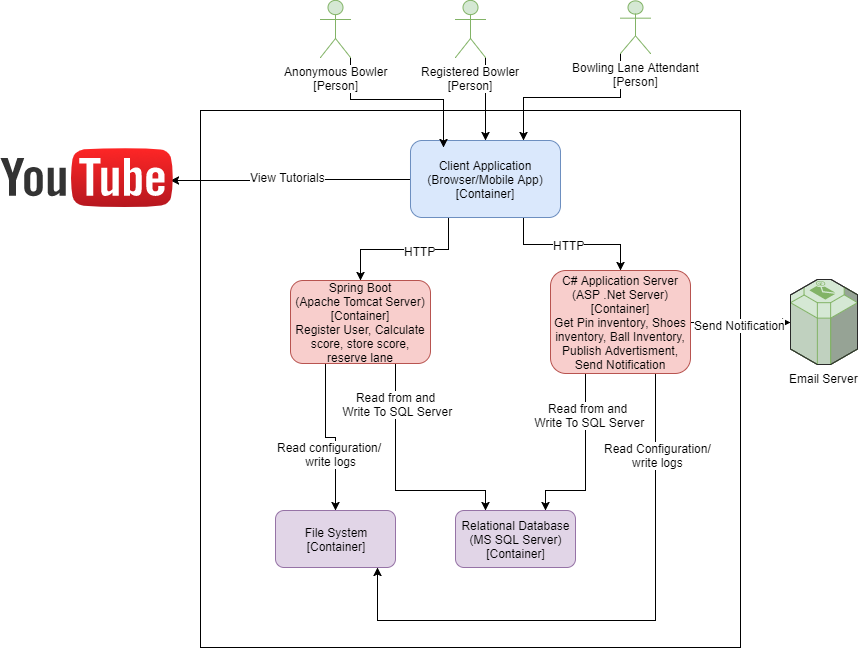 Anonymous Bowler
[Person]
Registered Bowler
[Person]
Bowling Lane Attendant
[Person]
YouTube
View Tutorials
Client Application
(Browser/Mobile App)
[Container]
HTTP
HTTP
Spring Boot
(Apache Tomcat Server)
[Container]
Register User, Calculate
score, store score,
reserve lane
C# Application Server
(ASP .Net Server)
[Container]
Get Pin inventory, Shoes
inventory, Ball Inventory,
Publish Advertisment,
Send Notification
Send Notification
Email Server
Read from and
Write To SQL Server
Read from and
Write To SQL Server
Read configuration/
write logs
Read Configuration/
write logs
File System
[Container]
Relational Database
(MS SQL Server)
[Container]